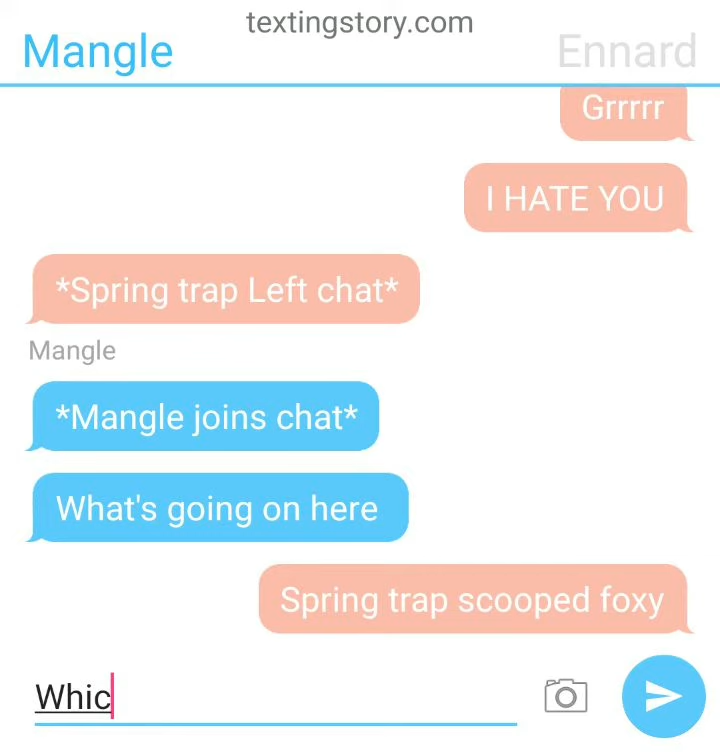 textingstory.com
Mangle
Ennard
Grrrrr
I HATE YOU
*Spring trap Left chat*
Mangle
*Mangle joins chat*
What's going on here
Spring trap scooped foxy
Whic